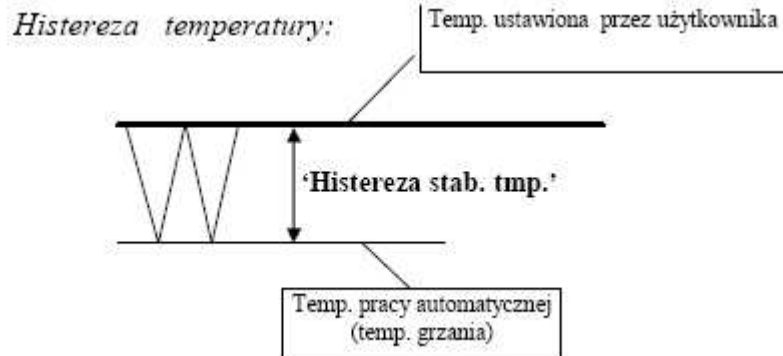 Histereza temperatury:
Temp. ustawiona przez użytkownika
‘Histereza stab. tmp.’
Temp. pracy automatycznej
(temp. grzania)